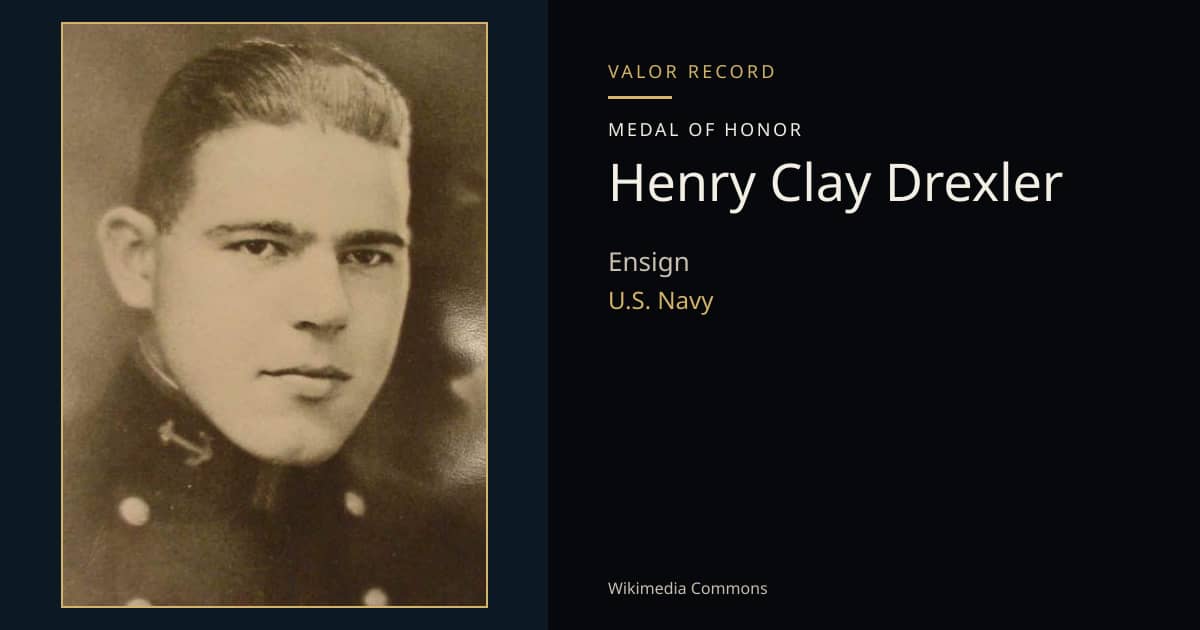 VALOR RECORD
MEDAL OF HONOR
Henry Clay Drexler
Ensign
U.S. Navy
Wikimedia Commons